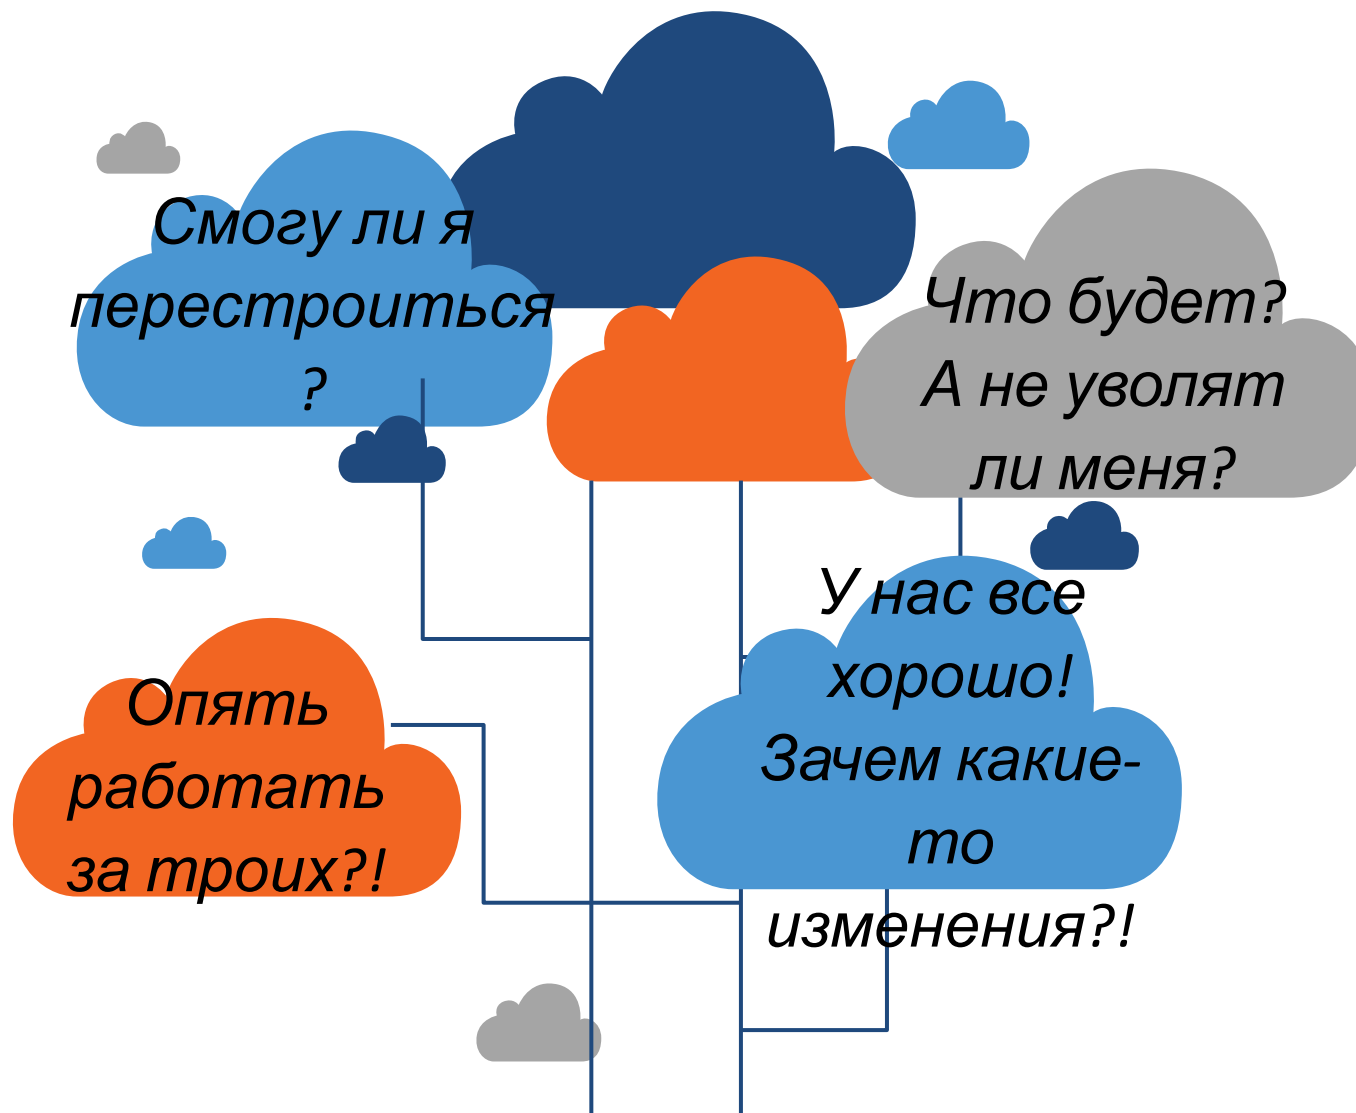 Смогу ли я
перестроиться
?
Что будет?
А не уволят
ли меня?
Опять
работать
за троих?!
У нас все
хорошо!
Зачем какие-
то
изменения?!